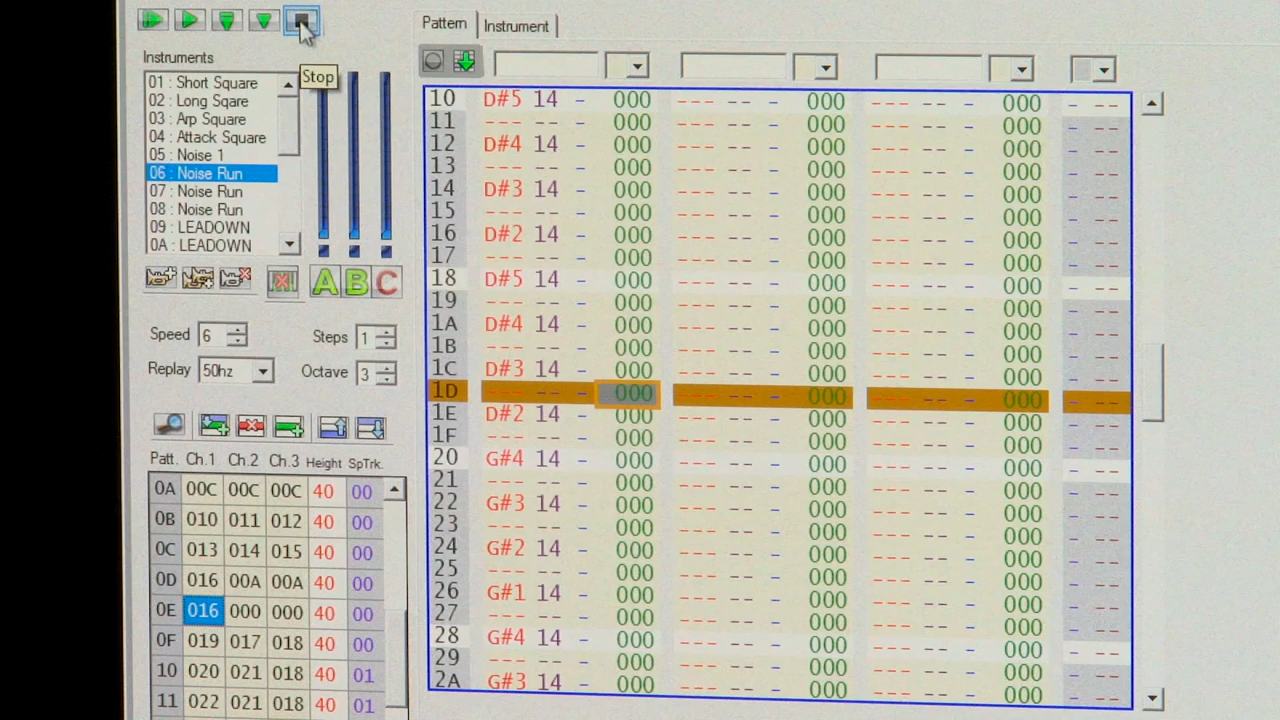 Pattern Instrument
Instruments
01 : Short Square
02 : Long Sqare
03 : Arp Square
04 : Attack Square
05 : Noise 1
06 : Noise Run
07 : Noise Run
08 : Noise Run
09 : LEADOWN
0A : LEADOWN
Stop
A B C
Speed 6 Steps 1
Replay 50hz Octave 3
Patt. Ch.1 Ch.2 Ch.3 Height SpTrk.
0A 00C 00C 00C 40 00
0B 010 011 012 40 00
0C 013 014 015 40 00
0D 016 00A 00A 40 00
0E 016 000 000 40 00
0F 019 017 018 40 00
10 020 021 018 40 01
11 022 021 018 40 01
10 D#5 14 - 000 --- -- - 000 --- -- - 000 - --
11 --- -- - 000 --- -- - 000 --- -- - 000 - --
12 D#4 14 - 000 --- -- - 000 --- -- - 000 - --
13 --- -- - 000 --- -- - 000 --- -- - 000 - --
14 D#3 14 - 000 --- -- - 000 --- -- - 000 - --
15 --- -- - 000 --- -- - 000 --- -- - 000 - --
16 D#2 14 - 000 --- -- - 000 --- -- - 000 - --
17 --- -- - 000 --- -- - 000 --- -- - 000 - --
18 D#5 14 - 000 --- -- - 000 --- -- - 000 - --
19 --- -- - 000 --- -- - 000 --- -- - 000 - --
1A D#4 14 - 000 --- -- - 000 --- -- - 000 - --
1B --- -- - 000 --- -- - 000 --- -- - 000 - --
1C D#3 14 - 000 --- -- - 000 --- -- - 000 - --
1D --- -- - 000 --- -- - 000 --- -- - 000 - --
1E D#2 14 - 000 --- -- - 000 --- -- - 000 - --
1F --- -- - 000 --- -- - 000 --- -- - 000 - --
20 G#4 14 - 000 --- -- - 000 --- -- - 000 - --
21 --- -- - 000 --- -- - 000 --- -- - 000 - --
22 G#3 14 - 000 --- -- - 000 --- -- - 000 - --
23 --- -- - 000 --- -- - 000 --- -- - 000 - --
24 G#2 14 - 000 --- -- - 000 --- -- - 000 - --
25 --- -- - 000 --- -- - 000 --- -- - 000 - --
26 G#1 14 - 000 --- -- - 000 --- -- - 000 - --
27 --- -- - 000 --- -- - 000 --- -- - 000 - --
28 G#4 14 - 000 --- -- - 000 --- -- - 000 - --
29 --- -- - 000 --- -- - 000 --- -- - 000 - --
2A G#3 14 - 000 --- -- - 000 --- -- - 000 - --